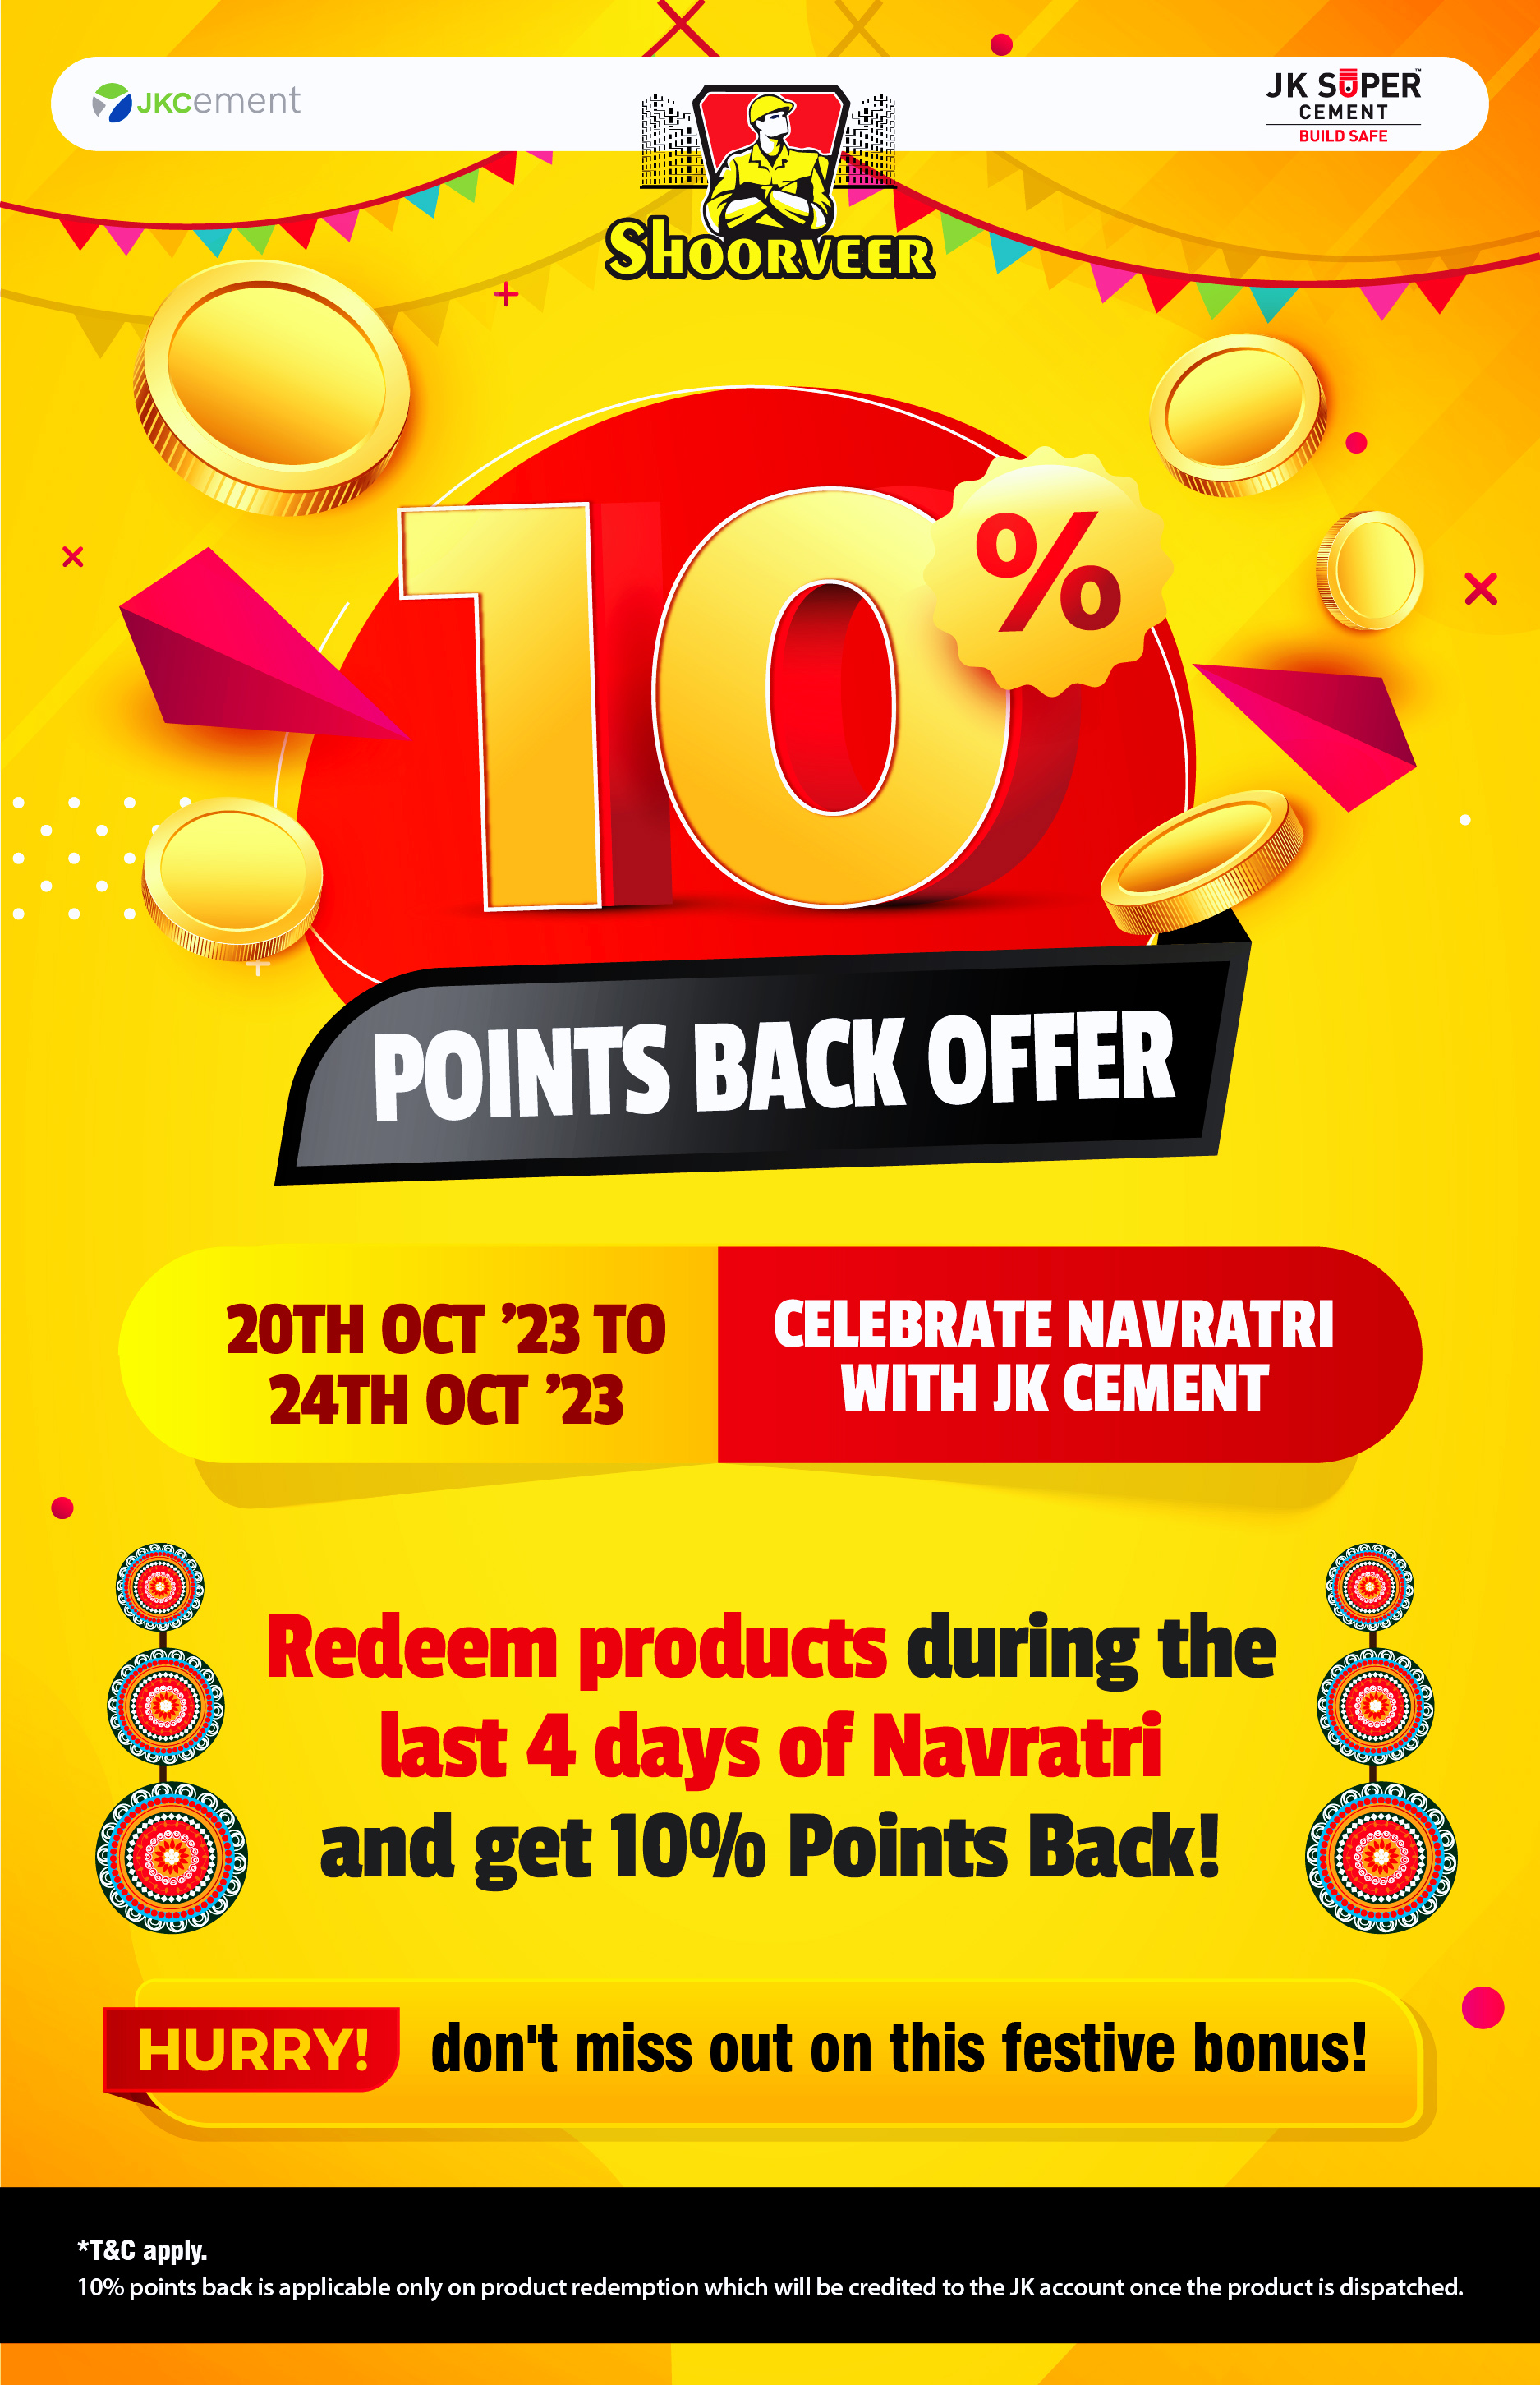 JKCement
JK SUPER
CEMENT
BUILD SAFE
SHOORVEER
10%
POINTS BACK OFFER
20TH OCT ’23 TO
24TH OCT ’23
CELEBRATE NAVRATRI
WITH JK CEMENT
Redeem products during the
last 4 days of Navratri
and get 10% Points Back!
HURRY! don't miss out on this festive bonus!
*T&C apply.
10% points back is applicable only on product redemption which will be credited to the JK account once the product is dispatched.